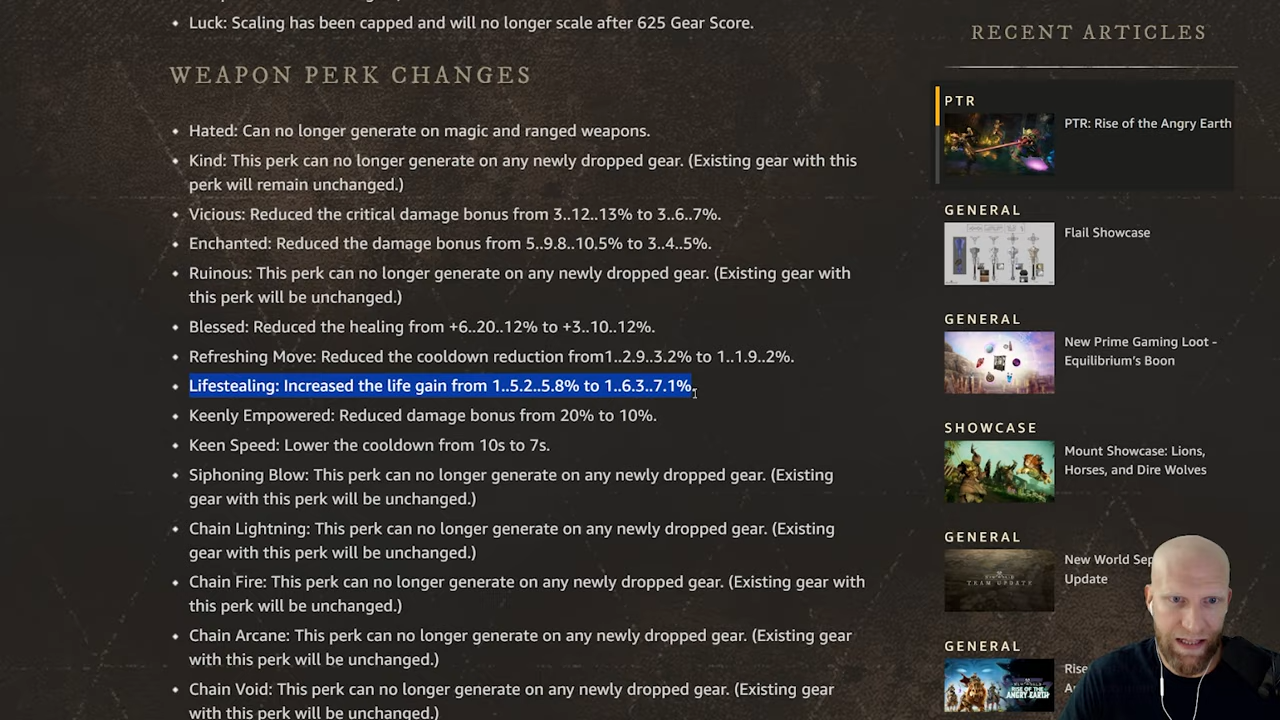 Luck: Scaling has been capped and will no longer scale after 625 Gear Score.
WEAPON PERK CHANGES
Hated: Can no longer generate on magic and ranged weapons.
Kind: This perk can no longer generate on any newly dropped gear. (Existing gear with this
perk will remain unchanged.)
Vicious: Reduced the critical damage bonus from 3..12..13% to 3..6..7%.
Enchanted: Reduced the damage bonus from 5..9.8..10.5% to 3..4..5%.
Ruinous: This perk can no longer generate on any newly dropped gear. (Existing gear with
this perk will be unchanged.)
Blessed: Reduced the healing from +6..20..12% to +3..10..12%.
Refreshing Move: Reduced the cooldown reduction from1..2.9..3.2% to 1..1.9..2%.
Lifestealing: Increased the life gain from 1..5.2..5.8% to 1..6.3..7.1%.
Keenly Empowered: Reduced damage bonus from 20% to 10%.
Keen Speed: Lower the cooldown from 10s to 7s.
Siphoning Blow: This perk can no longer generate on any newly dropped gear. (Existing
gear with this perk will be unchanged.)
Chain Lightning: This perk can no longer generate on any newly dropped gear. (Existing
gear with this perk will be unchanged.)
Chain Fire: This perk can no longer generate on any newly dropped gear. (Existing gear with
this perk will be unchanged.)
Chain Arcane: This perk can no longer generate on any newly dropped gear. (Existing gear
with this perk will be unchanged.)
Chain Void: This perk can no longer generate on any newly dropped gear. (Existing gear
with this perk will be unchanged.)
RECENT ARTICLES
PTR
PTR: Rise of the Angry Earth
GENERAL
Flail Showcase
GENERAL
New Prime Gaming Loot -
Equilibrium's Boon
SHOWCASE
Mount Showcase: Lions,
Horses, and Dire Wolves
GENERAL
New World Sep
Update
TEAM UPDATE
GENERAL
Rise
RISE OF THE
ANGRY EARTH